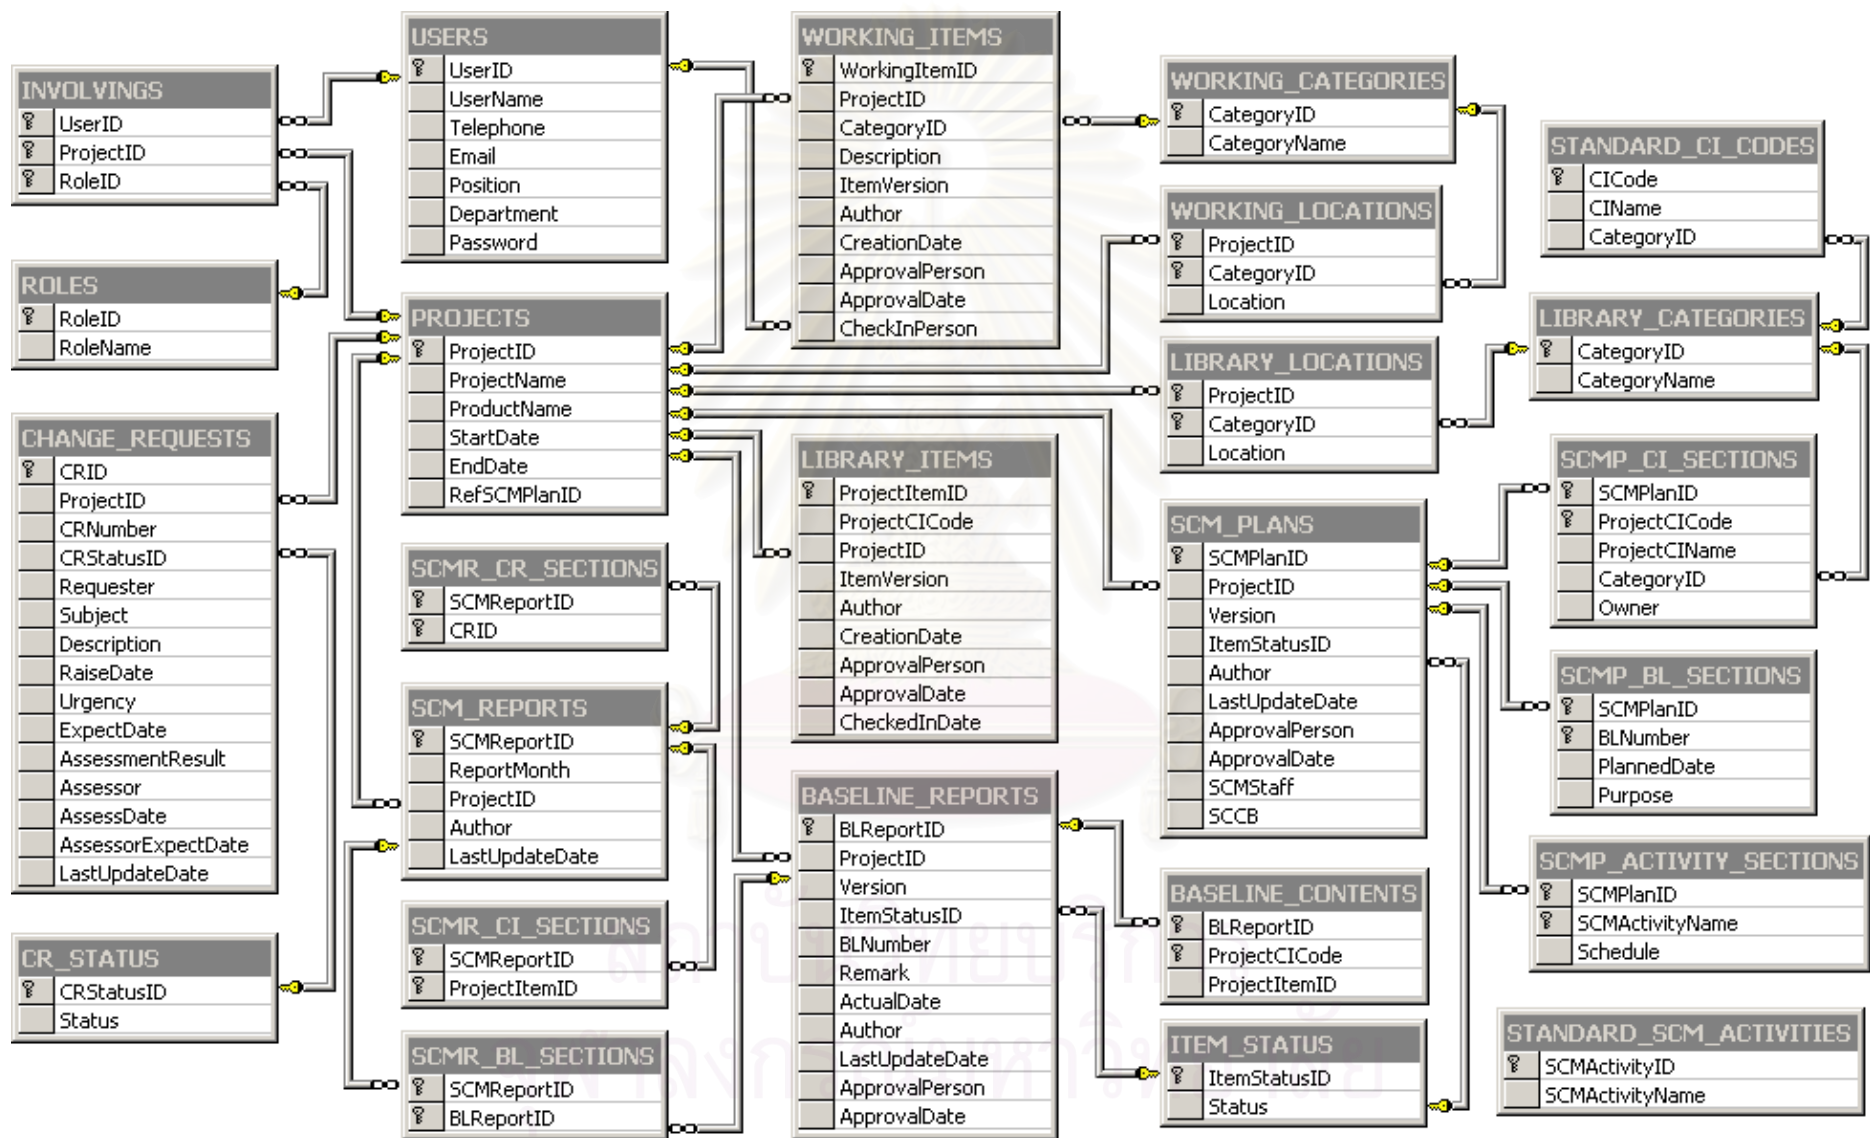 INVOLVINGS
UserID
ProjectID
RoleID
ROLES
RoleID
RoleName
CHANGE_REQUESTS
CRID
ProjectID
CRNumber
CRStatusID
Requester
Subject
Description
RaiseDate
Urgency
ExpectDate
AssessmentResult
Assessor
AssessDate
AssessorExpectDate
LastUpdateDate
CR_STATUS
CRStatusID
Status
USERS
UserID
UserName
Telephone
Email
Position
Department
Password
PROJECTS
ProjectID
ProjectName
ProductName
StartDate
EndDate
RefSCMPlanID
SCMR_CR_SECTIONS
SCMReportID
CRID
SCM_REPORTS
SCMReportID
ReportMonth
ProjectID
Author
LastUpdateDate
SCMR_CI_SECTIONS
SCMReportID
ProjectItemID
SCMR_BL_SECTIONS
SCMReportID
BLReportID
WORKING_ITEMS
WorkingItemID
ProjectID
CategoryID
Description
ItemVersion
Author
CreationDate
ApprovalPerson
ApprovalDate
CheckInPerson
LIBRARY_ITEMS
ProjectItemID
ProjectCICode
ProjectID
ItemVersion
Author
CreationDate
ApprovalPerson
ApprovalDate
CheckedInDate
BASELINE_REPORTS
BLReportID
ProjectID
Version
ItemStatusID
BLNumber
Remark
ActualDate
Author
LastUpdateDate
ApprovalPerson
ApprovalDate
WORKING_CATEGORIES
CategoryID
CategoryName
WORKING_LOCATIONS
ProjectID
CategoryID
Location
LIBRARY_LOCATIONS
ProjectID
CategoryID
Location
SCM_PLANS
SCMPlanID
ProjectID
Version
ItemStatusID
Author
LastUpdateDate
ApprovalPerson
ApprovalDate
SCMStaff
SCCB
BASELINE_CONTENTS
BLReportID
ProjectCICode
ProjectItemID
ITEM_STATUS
ItemStatusID
Status
STANDARD_CI_CODES
CICode
CIName
CategoryID
LIBRARY_CATEGORIES
CategoryID
CategoryName
SCMP_CI_SECTIONS
SCMPlanID
ProjectCICode
ProjectCIName
CategoryID
Owner
SCMP_BL_SECTIONS
SCMPlanID
BLNumber
PlannedDate
Purpose
SCMP_ACTIVITY_SECTIONS
SCMPlanID
SCMActivityName
Schedule
STANDARD_SCM_ACTIVITIES
SCMActivityID
SCMActivityName